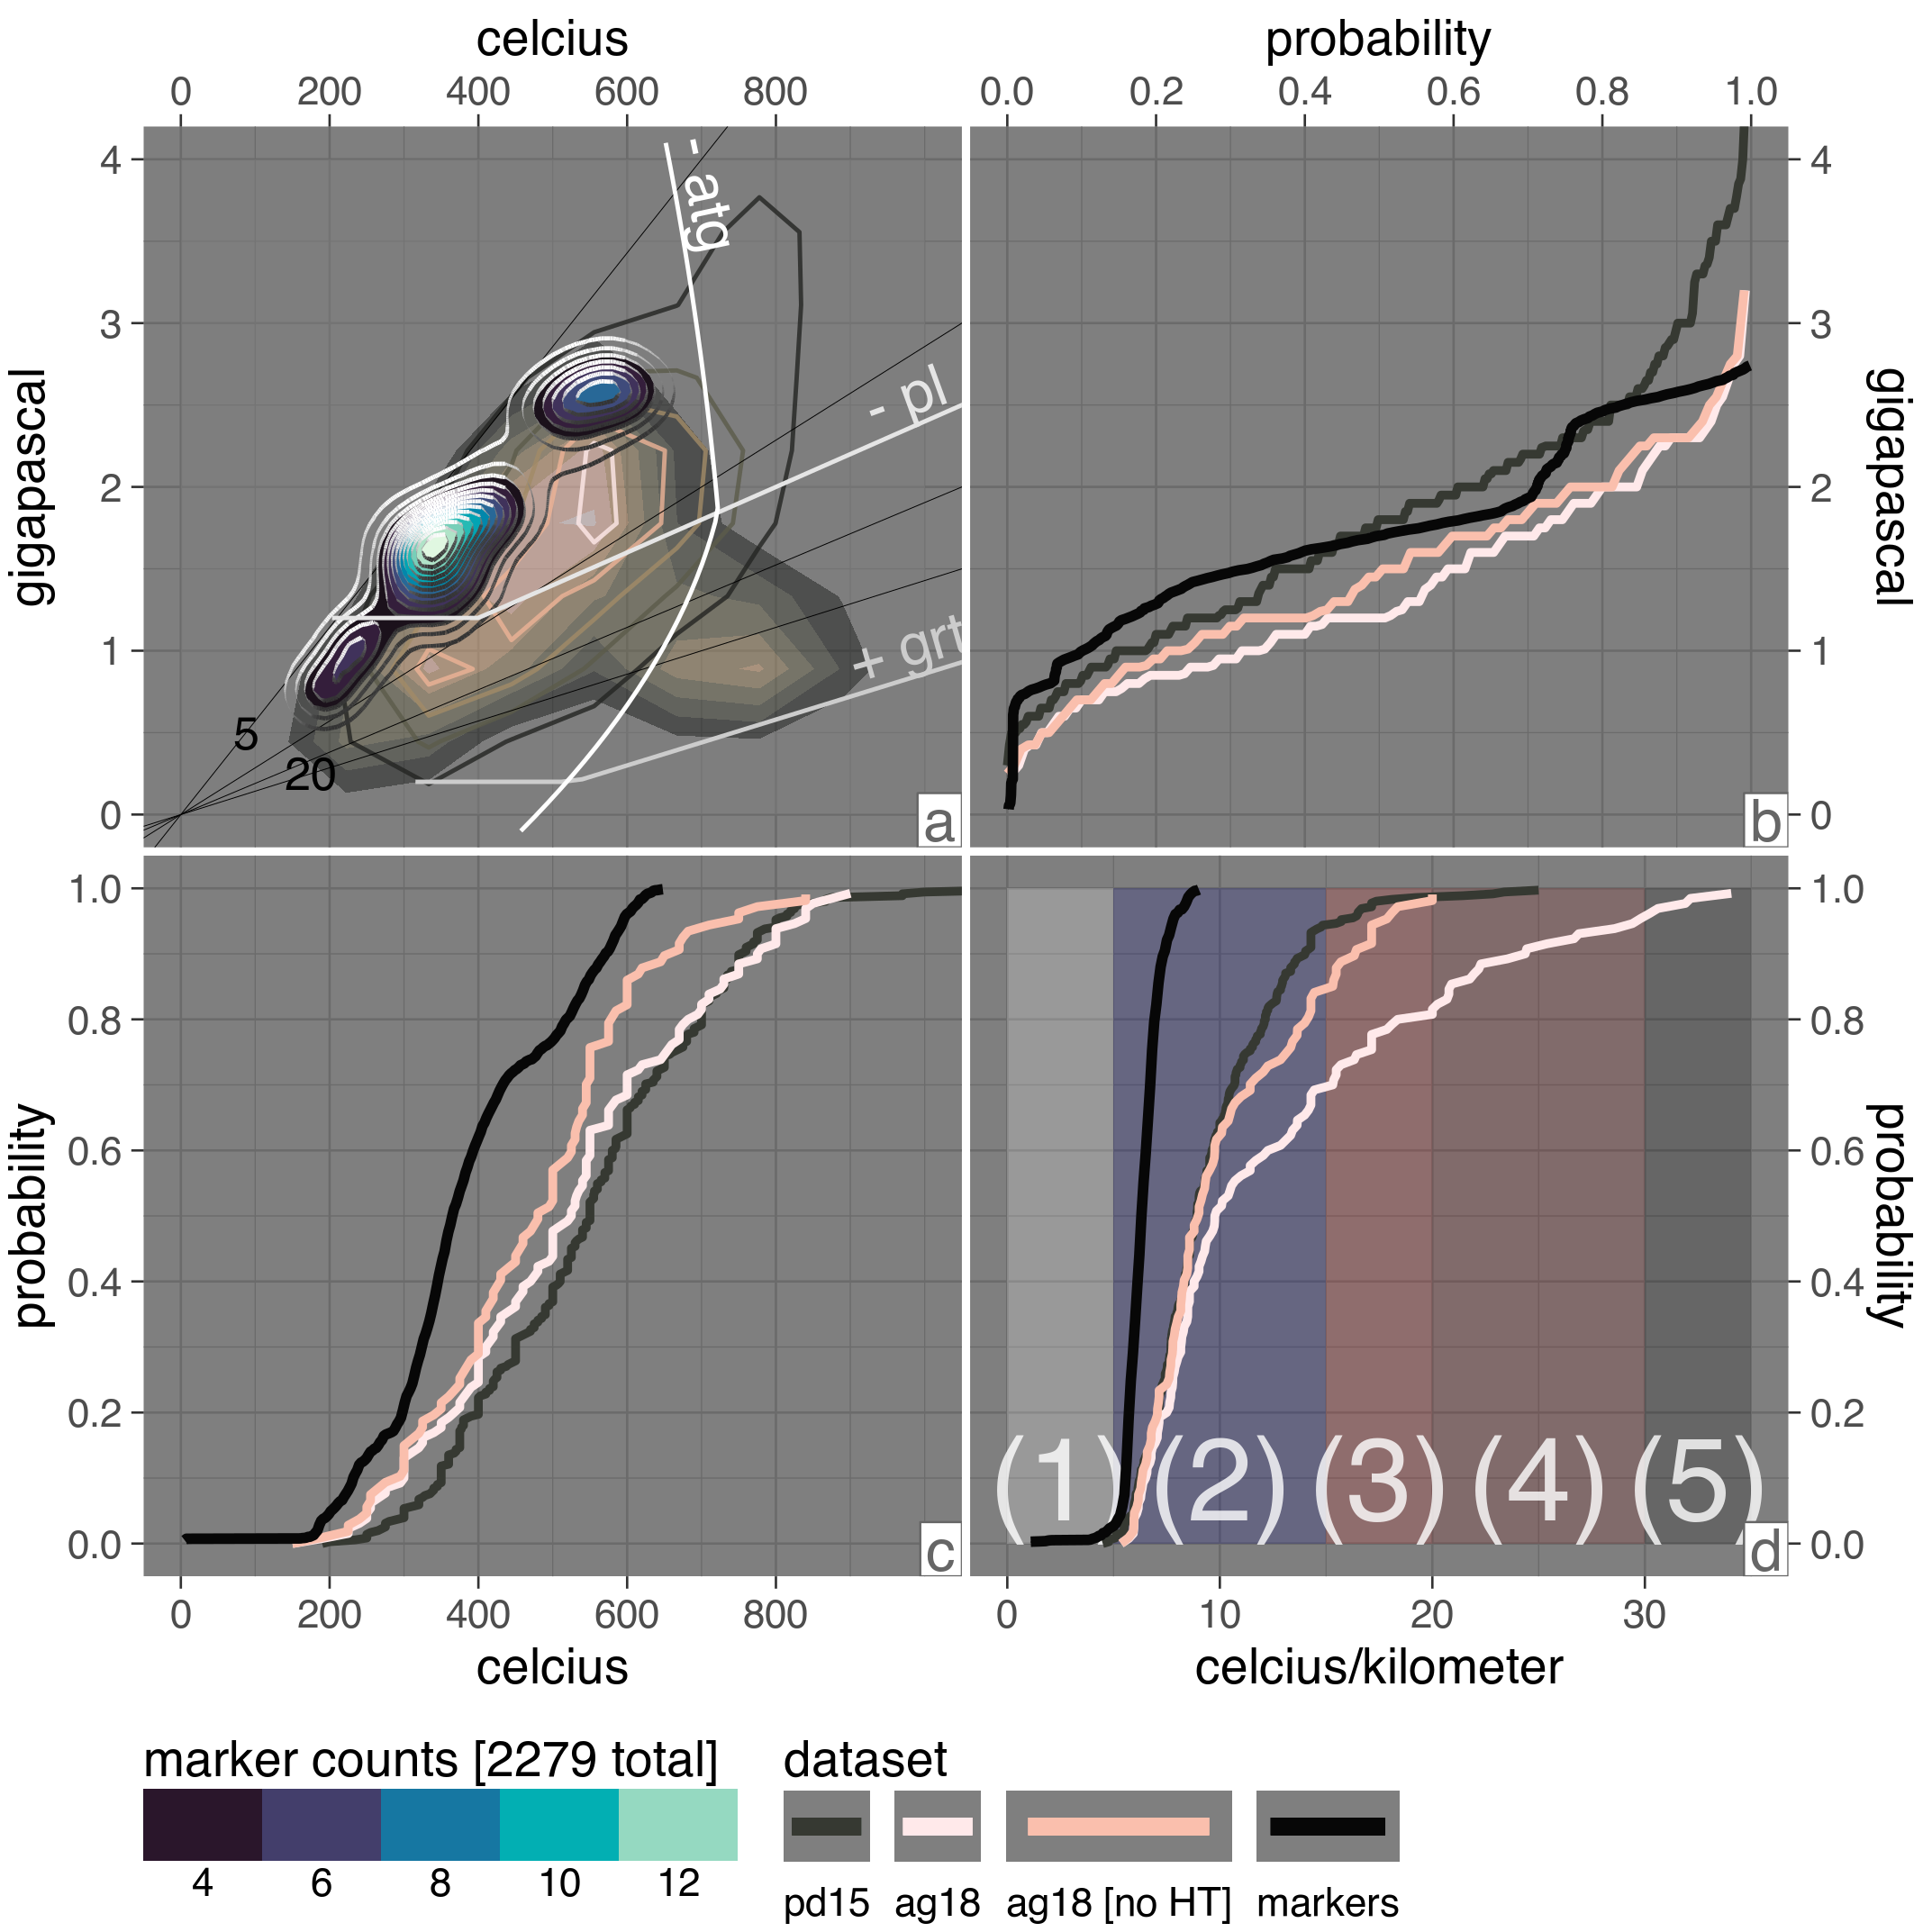 celcius
probability
0 200 400 600 800
0.0 0.2 0.4 0.6 0.8 1.0
gigapascal
4
3
2
1
0
- atg
- pl
+ grt
5
20
a
b
4
3
2
1
0
gigapascal
probability
1.0
0.8
0.6
0.4
0.2
0.0
c
(1) (2) (3) (4) (5)
d
1.0
0.8
0.6
0.4
0.2
0.0
probability
0 200 400 600 800
0 10 20 30
celcius
celcius/kilometer
marker counts [2279 total]
4 6 8 10 12
dataset
pd15 ag18 ag18 [no HT] markers